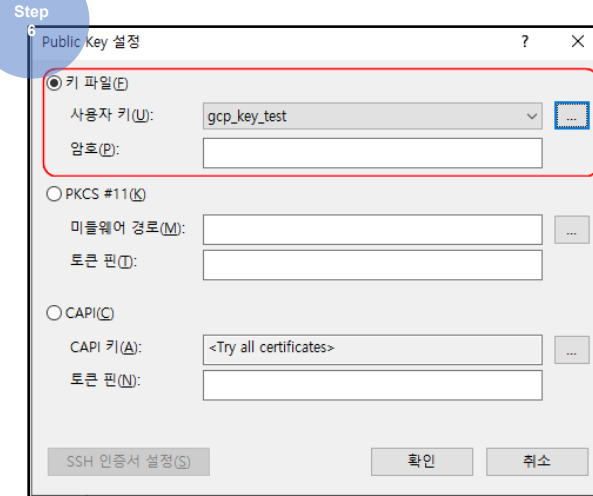 Step
6
Public Key 설정 ? ×
키 파일(F)
사용자 키(U): gcp_key_test ...
암호(P):
PKCS #11(K)
미들웨어 경로(M): ...
토큰 핀(T):
CAPI(C)
CAPI 키(A): <Try all certificates> ...
토큰 핀(N):
SSH 인증서 설정(S) 확인 취소